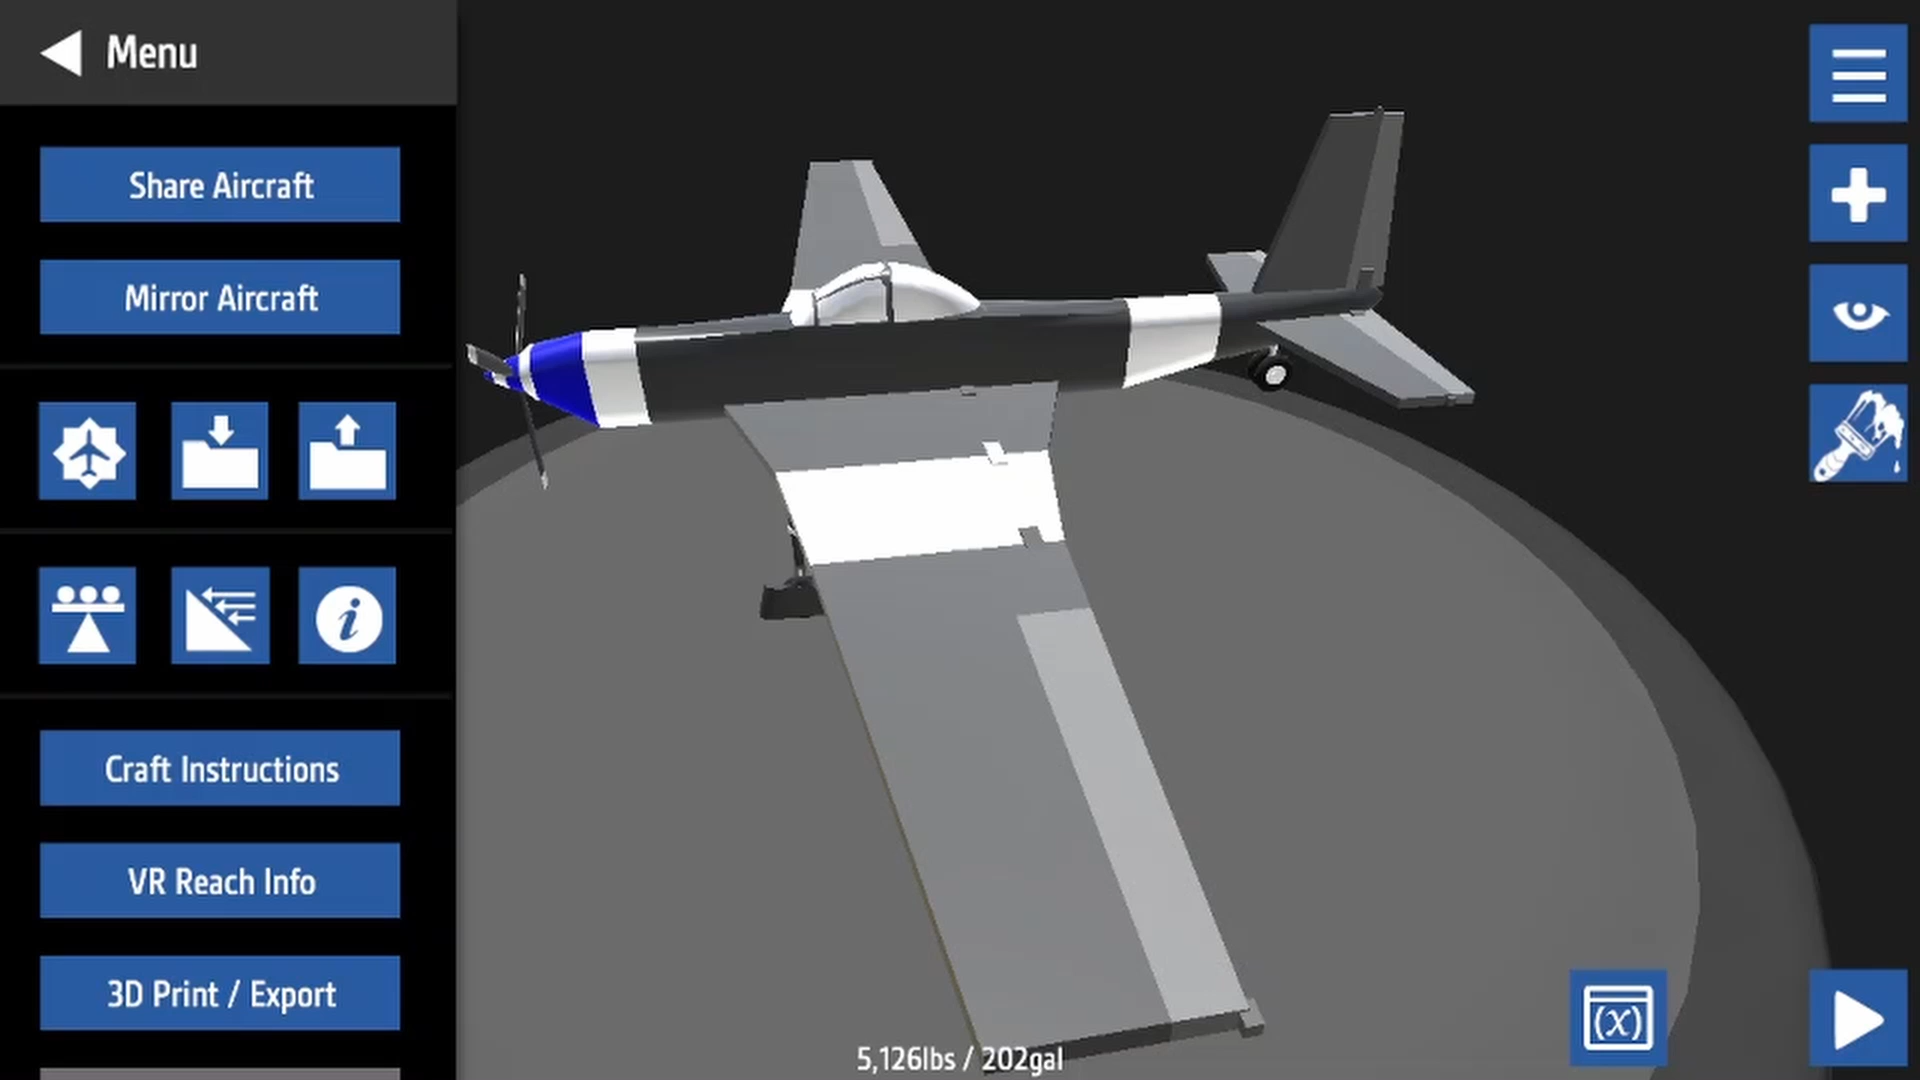 Menu
Share Aircraft
Mirror Aircraft
i
Craft Instructions
VR Reach Info
3D Print / Export
(x)
5,126lbs / 202gal